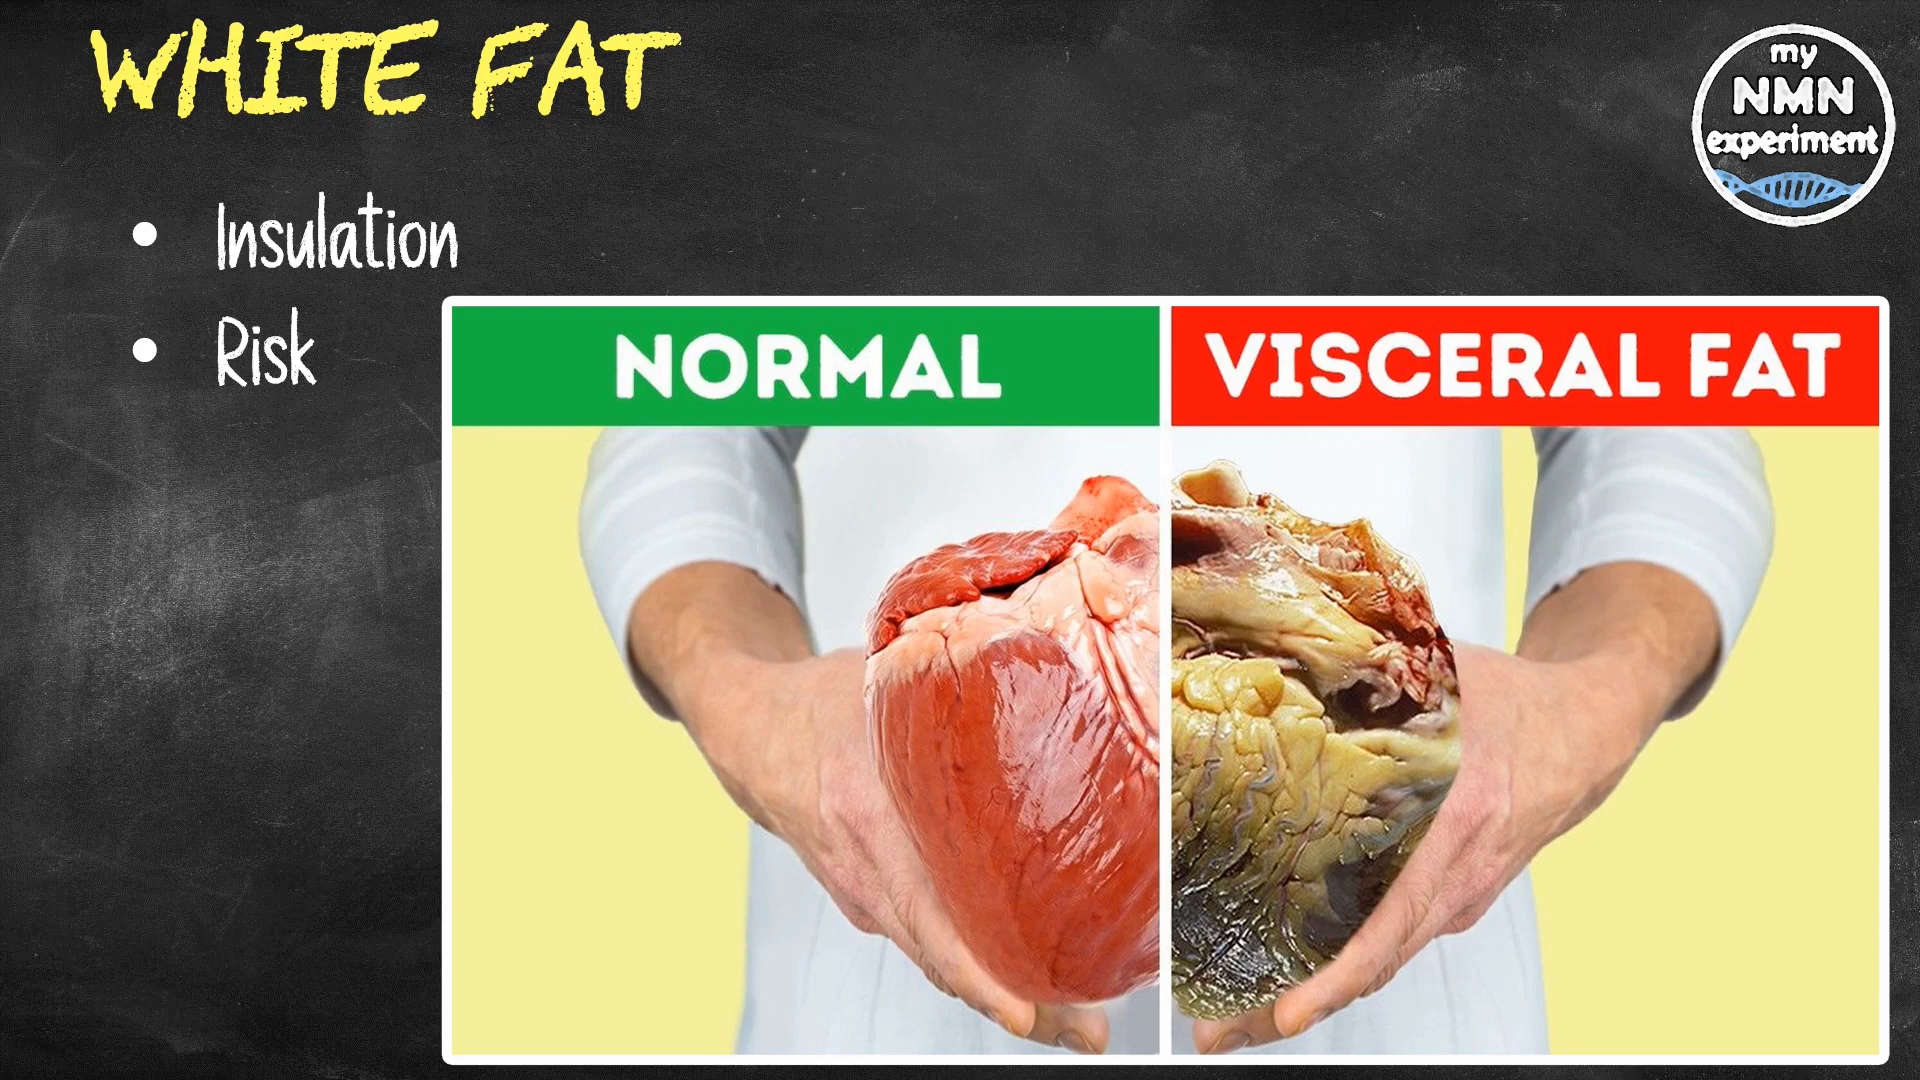 WHITE FAT
my
NMN
experiment
• Insulation
• Risk
NORMAL
VISCERAL FAT